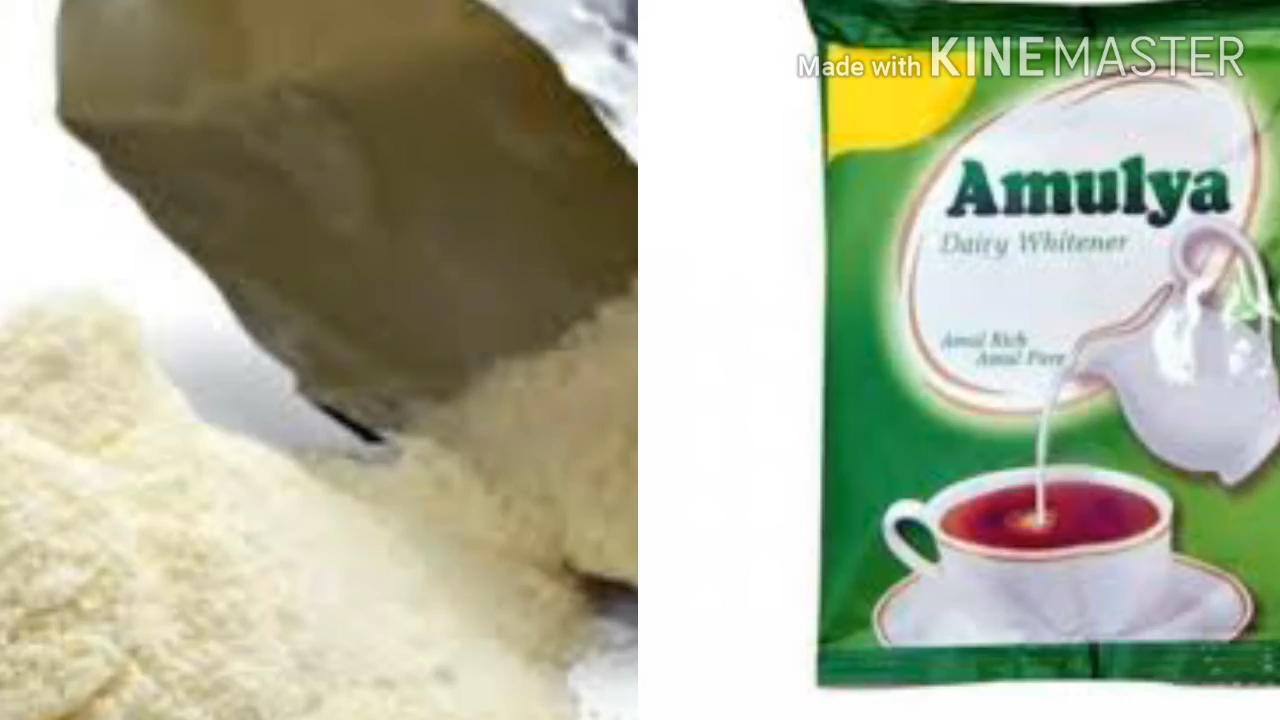 Made with KINEMASTER
Amulya
Dairy Whitener
Amul Rich
Amul Pure